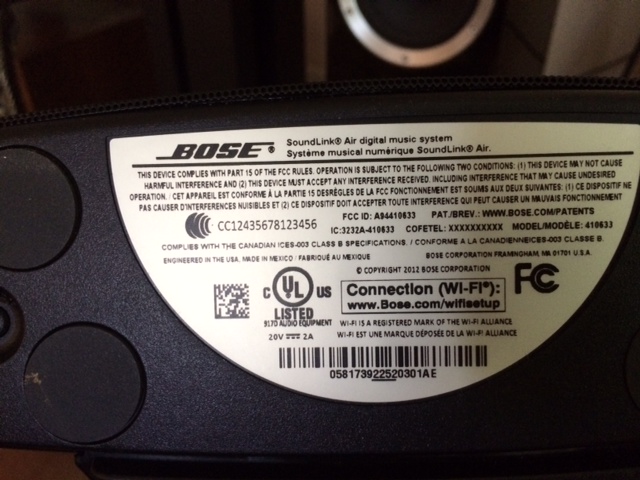 BOSE®
SoundLink® Air digital music system
Système musical numérique SoundLink® Air.
THIS DEVICE COMPLIES WITH PART 15 OF THE FCC RULES. OPERATION IS SUBJECT TO THE FOLLOWING TWO CONDITIONS: (1) THIS DEVICE MAY NOT CAUSE
HARMFUL INTERFERENCE AND (2) THIS DEVICE MUST ACCEPT ANY INTERFERENCE RECEIVED, INCLUDING INTERFERENCE THAT MAY CAUSE UNDESIRED
OPERATION. · CET APPAREIL EST CONFORME À LA PARTIE 15 DESRÈGLES DE LA FCC FONCTIONNEMENT EST SOUMIS AUX DEUX SUIVANTES: (1) CE DISPOSITIF NE
PAS CAUSER D'INTERFERENCES NUISIBLES ET (2) CE DISPOSITIF DOIT ACCEPTER TOUTE INTERFÉRENCE QUI PEUVENT CAUSER UN MAUVAIS FONCTIONNEMENT
CC12435678123456
FCC ID: A94410633 PAT/BREV.: WWW.BOSE.COM/PATENTS
IC:3232A-410633 COFETEL: XXXXXXXXXX MODEL/MODÈLE: 410633
COMPLIES WITH THE CANADIAN ICES-003 CLASS B SPECIFICATIONS. / CONFORME A LA CANADIENNEICES-003 CLASSE B.
ENGINEERED IN THE USA, MADE IN MEXICO / FABRIQUÉ AU MEXIQUE BOSE CORPORATION FRAMINGHAM, MA 01701 U.S.A.
© COPYRIGHT 2012 BOSE CORPORATION
C UL US
LISTED
9170 AUDIO EQUIPMENT
20V ⎓ 2A
Connection (Wi-Fi®):
www.Bose.com/wifisetup
FC
WI-FI IS A REGISTERED MARK OF THE WI-FI ALLIANCE
WI-FI EST UNE MARQUE DÉPOSÉE DE LA WI-FI ALLIANCE
058173922520301AE